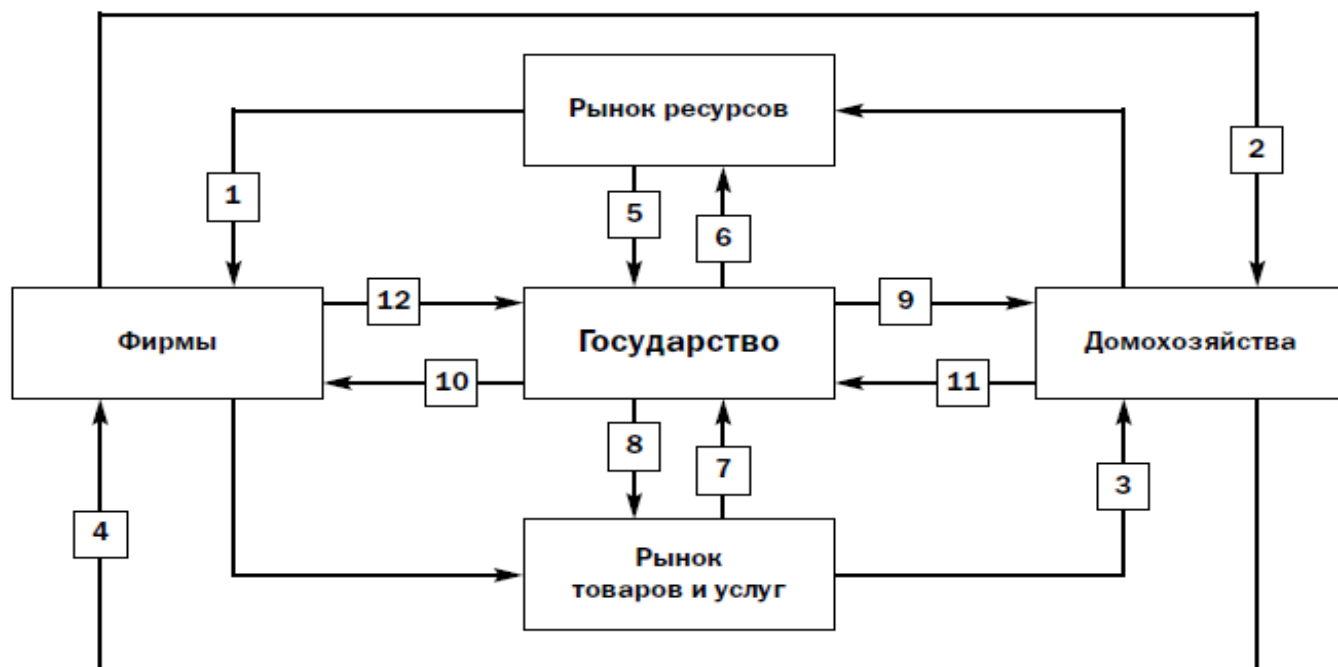 Рынок ресурсов
2
1
5
6
12
9
Фирмы
Государство
Домохозяйства
10
11
8
7
3
4
Рынок
товаров и услуг